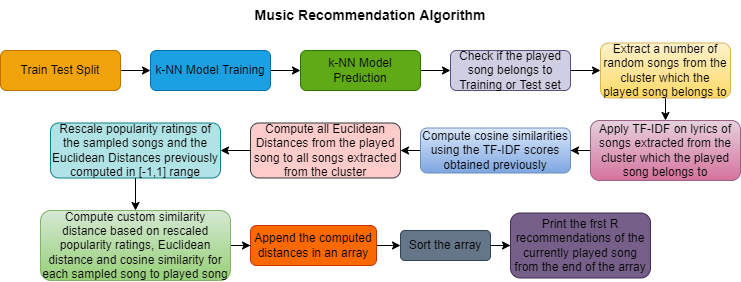 Music Recommendation Algorithm
Train Test Split
k-NN Model Training
k-NN Model
Prediction
Check if the played
song belongs to
Training or Test set
Extract a number of
random songs from the
cluster which the
played song belongs to
Apply TF-IDF on lyrics of
songs extracted from the
cluster which the played
song belongs to
Compute cosine similarities
using the TF-IDF scores
obtained previously
Compute all Euclidean
Distances from the played
song to all songs extracted
from the cluster
Rescale popularity ratings of
the sampled songs and the
Euclidean Distances previously
computed in [-1,1] range
Compute custom similarity
distance based on rescaled
popularity ratings, Euclidean
distance and cosine similarity for
each sampled song to played song
Append the computed
distances in an array
Sort the array
Print the frst R
recommendations of the
currently played song
from the end of the array